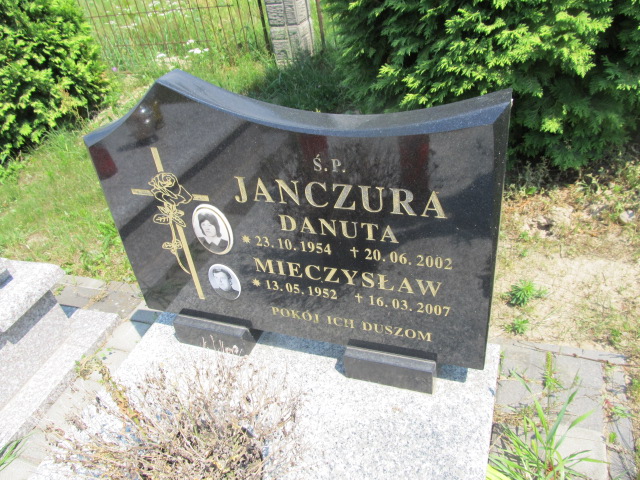 Ś.P.
JANCZURA
DANUTA
* 23.10.1954 † 20.06.2002
MIECZYSŁAW
* 13.05.1952 † 16.03.2007
POKÓJ ICH DUSZOM